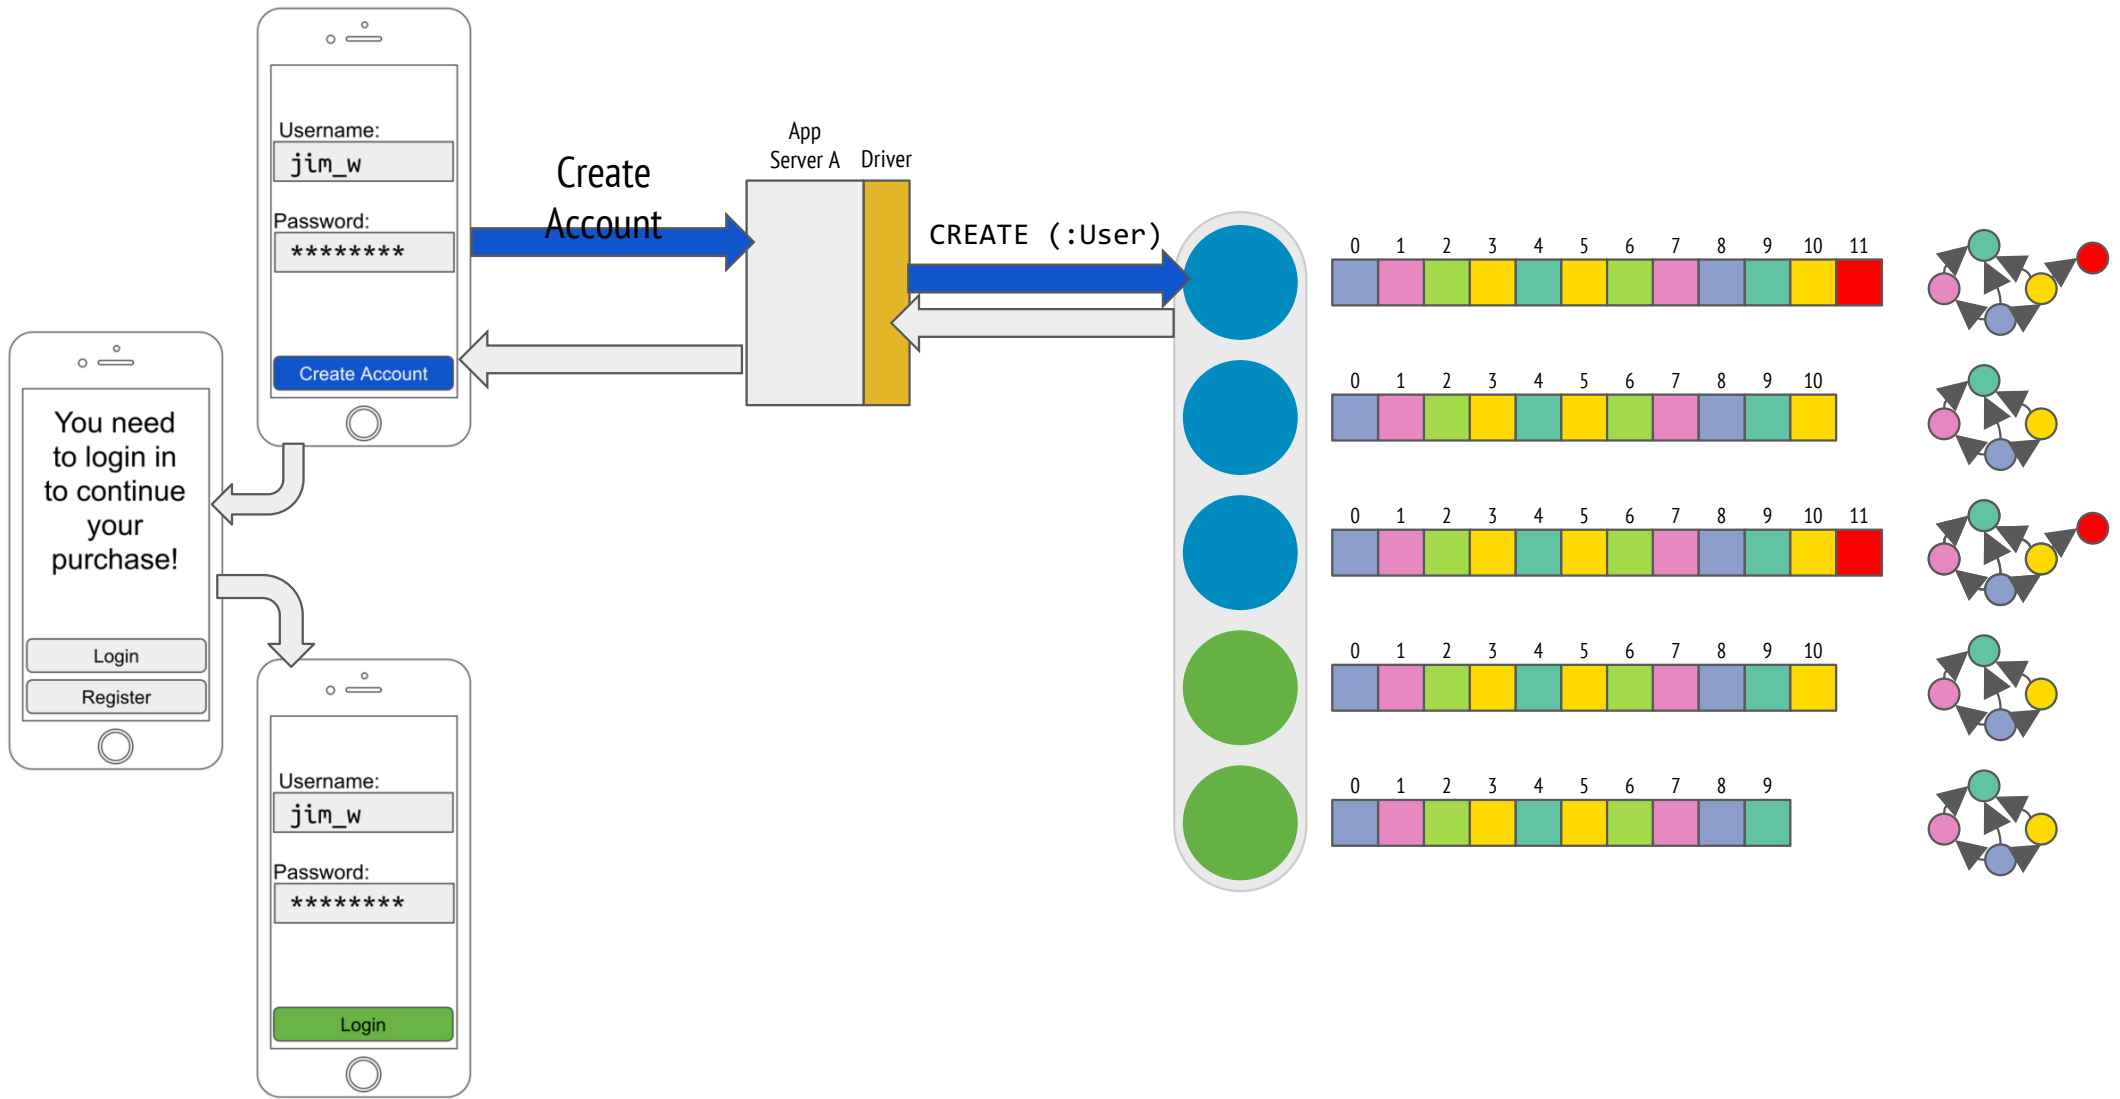 Username:
jim_w
Password:
********
Create Account
You need
to login in
to continue
your
purchase!
Login
Register
Username:
jim_w
Password:
********
Login
Create
Account
App
Server A
Driver
CREATE (:User)
0 1 2 3 4 5 6 7 8 9 10 11
0 1 2 3 4 5 6 7 8 9 10
0 1 2 3 4 5 6 7 8 9 10 11
0 1 2 3 4 5 6 7 8 9 10
0 1 2 3 4 5 6 7 8 9